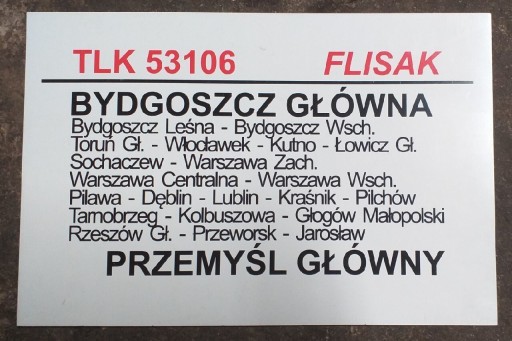 TLK 53106 FLISAK
BYDGOSZCZ GŁÓWNA
Bydgoszcz Leśna - Bydgoszcz Wsch.
Toruń Gł. - Włocławek - Kutno - Łowicz Gł.
Sochaczew - Warszawa Zach.
Warszawa Centralna - Warszawa Wsch.
Pilawa - Dęblin - Lublin - Kraśnik - Pilchów
Tarnobrzeg - Kolbuszowa - Głogów Małopolski
Rzeszów Gł. - Przeworsk - Jarosław
PRZEMYŚL GŁÓWNY